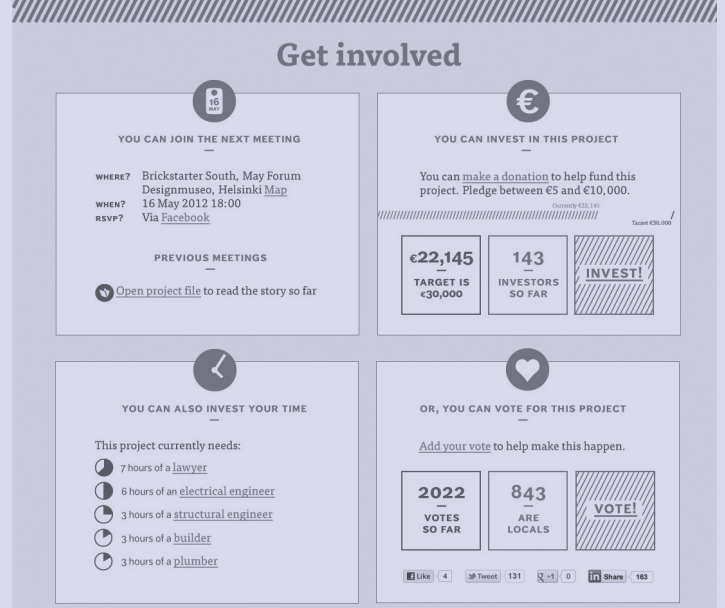 Get involved
16
MAY
YOU CAN JOIN THE NEXT MEETING
WHERE? Brickstarter South, May Forum
Designmuseo, Helsinki Map
WHEN? 16 May 2012 18:00
RSVP? Via Facebook
PREVIOUS MEETINGS
Open project file to read the story so far
€
YOU CAN INVEST IN THIS PROJECT
You can make a donation to help fund this
project. Pledge between €5 and €10,000.
Currently €22,145
Target €30.000
€22,145
TARGET IS
€30,000
143
INVESTORS
SO FAR
INVEST!
YOU CAN ALSO INVEST YOUR TIME
This project currently needs:
7 hours of a lawyer
6 hours of an electrical engineer
3 hours of a structural engineer
3 hours of a builder
3 hours of a plumber
OR, YOU CAN VOTE FOR THIS PROJECT
Add your vote to help make this happen.
2022
VOTES
SO FAR
843
ARE
LOCALS
VOTE!
f Like 4 Tweet 131 g +1 0 in Share 163